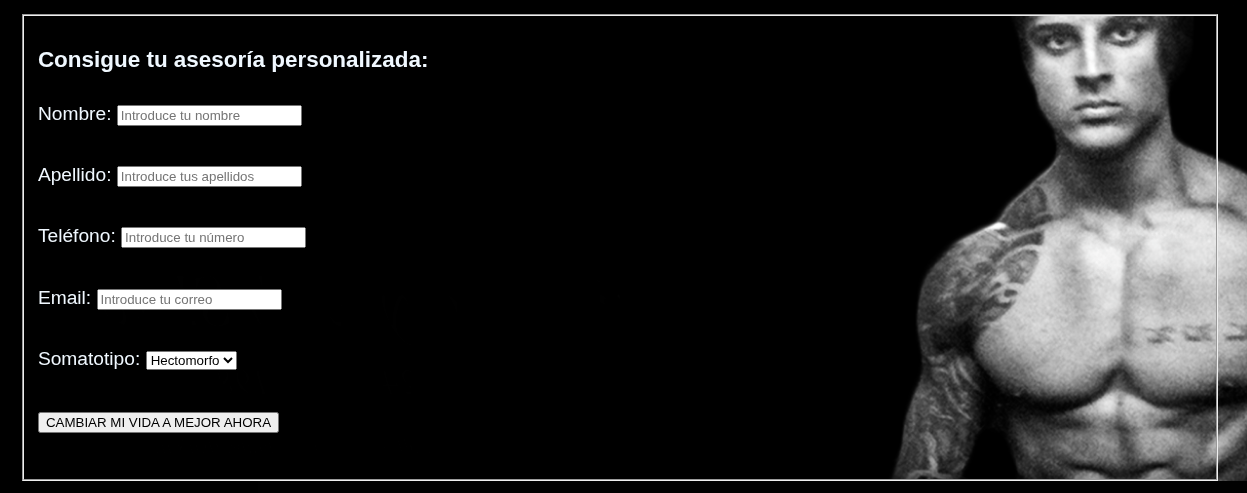 Consigue tu asesoría personalizada:
Nombre: Introduce tu nombre
Apellido: Introduce tus apellidos
Teléfono: Introduce tu número
Email: Introduce tu correo
Somatotipo: Hectomorfo
CAMBIAR MI VIDA A MEJOR AHORA